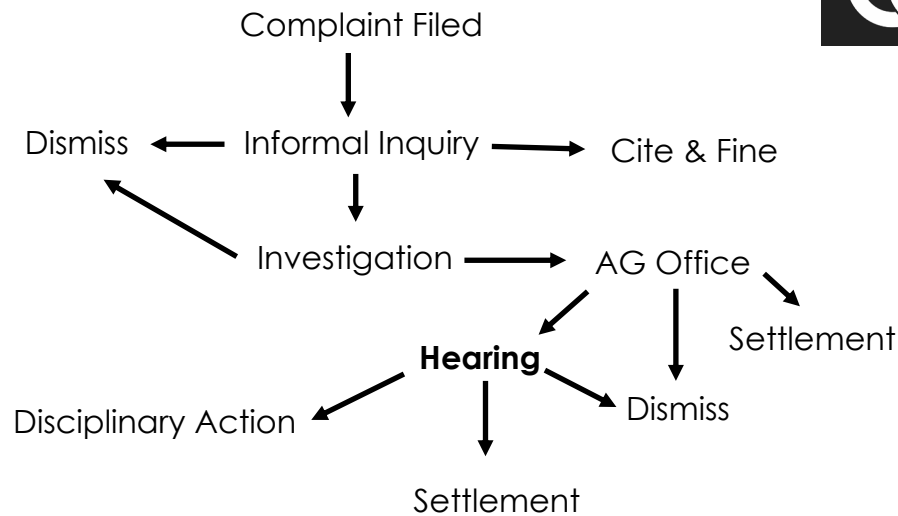 Complaint Filed
Dismiss
Informal Inquiry
Cite & Fine
Investigation
AG Office
Settlement
Hearing
Dismiss
Disciplinary Action
Settlement